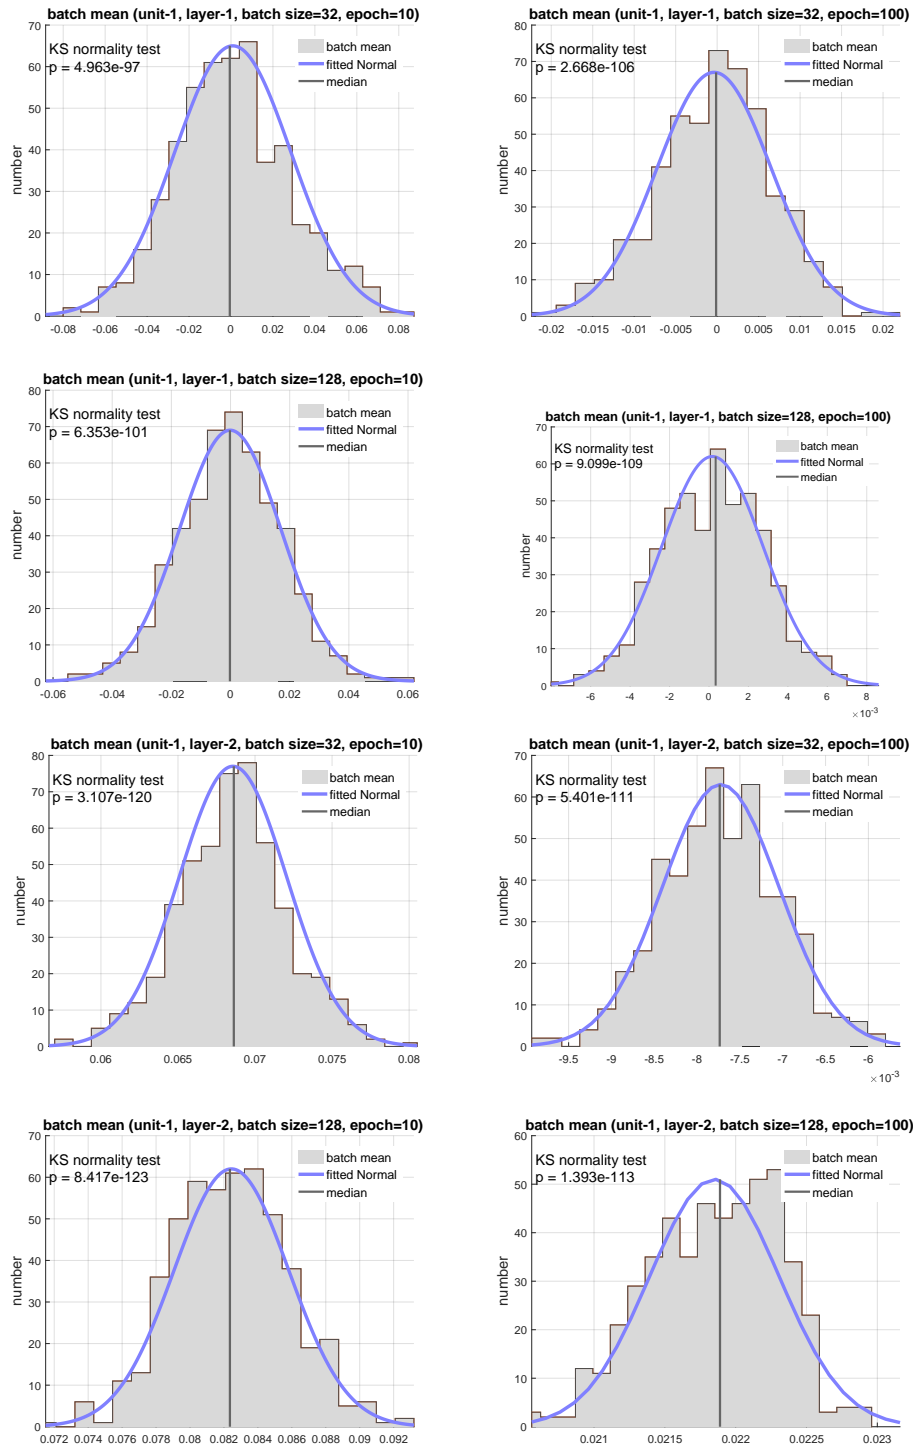 batch mean (unit-1, layer-1, batch size=32, epoch=10)
70
60
50
40
30
20
10
0
number
KS normality test
p = 4.963e-97
batch mean
fitted Normal
median
-0.08 -0.06 -0.04 -0.02 0 0.02 0.04 0.06 0.08
batch mean (unit-1, layer-1, batch size=32, epoch=100)
80
70
60
50
40
30
20
10
0
number
KS normality test
p = 2.668e-106
batch mean
fitted Normal
median
-0.02 -0.015 -0.01 -0.005 0 0.005 0.01 0.015 0.02
batch mean (unit-1, layer-1, batch size=128, epoch=10)
80
70
60
50
40
30
20
10
0
number
KS normality test
p = 6.353e-101
batch mean
fitted Normal
median
-0.06 -0.04 -0.02 0 0.02 0.04 0.06
batch mean (unit-1, layer-1, batch size=128, epoch=100)
70
60
50
40
30
20
10
0
number
KS normality test
p = 9.099e-109
batch mean
fitted Normal
median
-6 -4 -2 0 2 4 6 8
×10-3
batch mean (unit-1, layer-2, batch size=32, epoch=10)
80
70
60
50
40
30
20
10
0
number
KS normality test
p = 3.107e-120
batch mean
fitted Normal
median
0.06 0.065 0.07 0.075 0.08
batch mean (unit-1, layer-2, batch size=32, epoch=100)
70
60
50
40
30
20
10
0
number
KS normality test
p = 5.401e-111
batch mean
fitted Normal
median
-9.5 -9 -8.5 -8 -7.5 -7 -6.5 -6
×10-3
batch mean (unit-1, layer-2, batch size=128, epoch=10)
70
60
50
40
30
20
10
0
number
KS normality test
p = 8.417e-123
batch mean
fitted Normal
median
0.072 0.074 0.076 0.078 0.08 0.082 0.084 0.086 0.088 0.09 0.092
batch mean (unit-1, layer-2, batch size=128, epoch=100)
60
50
40
30
20
10
0
number
KS normality test
p = 1.393e-113
batch mean
fitted Normal
median
0.021 0.0215 0.022 0.0225 0.023